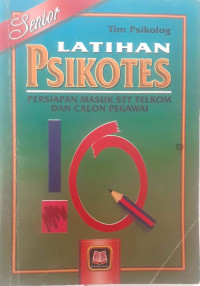 Senior
Tim Psikolog
LATIHAN
PSIKOTES
PERSIAPAN MASUK STT TELKOM
DAN CALON PEGAWAI
IQ